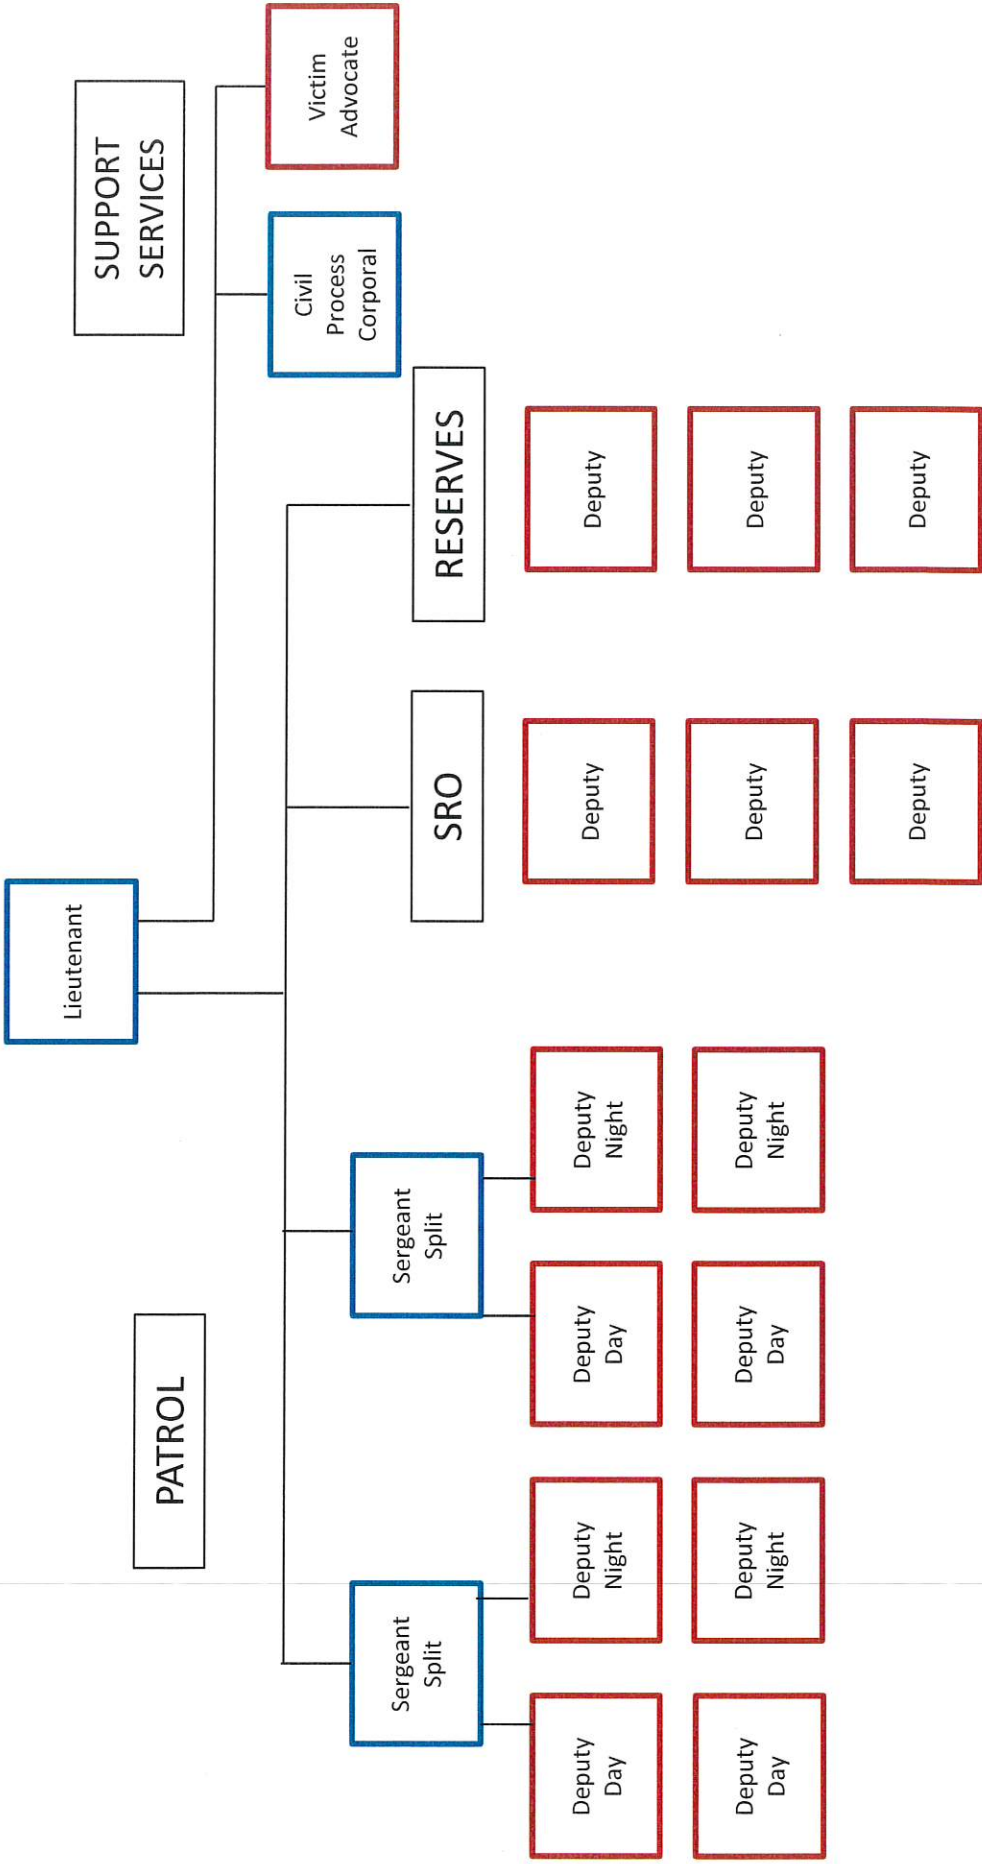 Lieutenant
SUPPORT
SERVICES
PATROL
Civil
Process
Corporal
Victim
Advocate
Sergeant
Split
Sergeant
Split
SRO
RESERVES
Deputy
Day
Deputy
Night
Deputy
Day
Deputy
Night
Deputy
Deputy
Deputy
Day
Deputy
Night
Deputy
Day
Deputy
Night
Deputy
Deputy
Deputy
Deputy